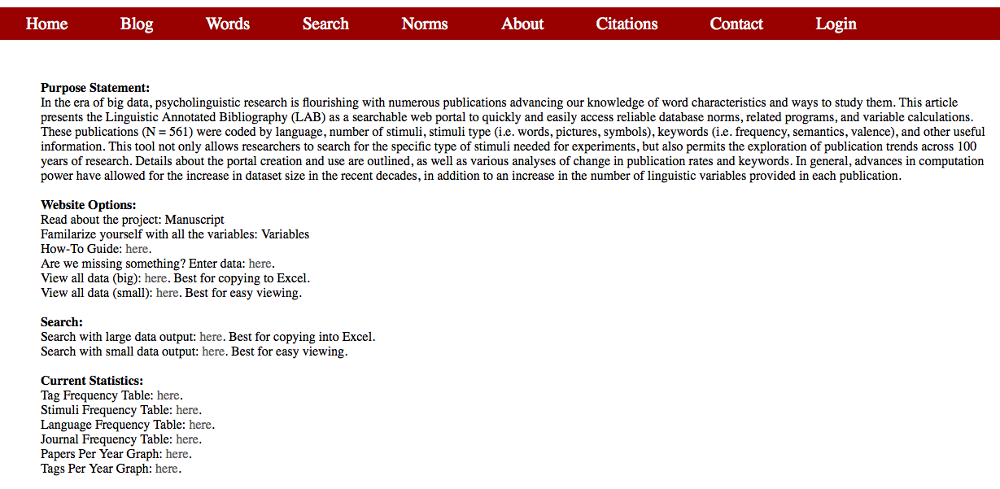 Home Blog Words Search Norms About Citations Contact Login
Purpose Statement:
In the era of big data, psycholinguistic research is flourishing with numerous publications advancing our knowledge of word characteristics and ways to study them. This article
presents the Linguistic Annotated Bibliography (LAB) as a searchable web portal to quickly and easily access reliable database norms, related programs, and variable calculations.
These publications (N = 561) were coded by language, number of stimuli, stimuli type (i.e. words, pictures, symbols), keywords (i.e. frequency, semantics, valence), and other useful
information. This tool not only allows researchers to search for the specific type of stimuli needed for experiments, but also permits the exploration of publication trends across 100
years of research. Details about the portal creation and use are outlined, as well as various analyses of change in publication rates and keywords. In general, advances in computation
power have allowed for the increase in dataset size in the recent decades, in addition to an increase in the number of linguistic variables provided in each publication.
Website Options:
Read about the project: Manuscript
Familarize yourself with all the variables: Variables
How-To Guide: here.
Are we missing something? Enter data: here.
View all data (big): here. Best for copying to Excel.
View all data (small): here. Best for easy viewing.
Search:
Search with large data output: here. Best for copying into Excel.
Search with small data output: here. Best for easy viewing.
Current Statistics:
Tag Frequency Table: here.
Stimuli Frequency Table: here.
Language Frequency Table: here.
Journal Frequency Table: here.
Papers Per Year Graph: here.
Tags Per Year Graph: here.